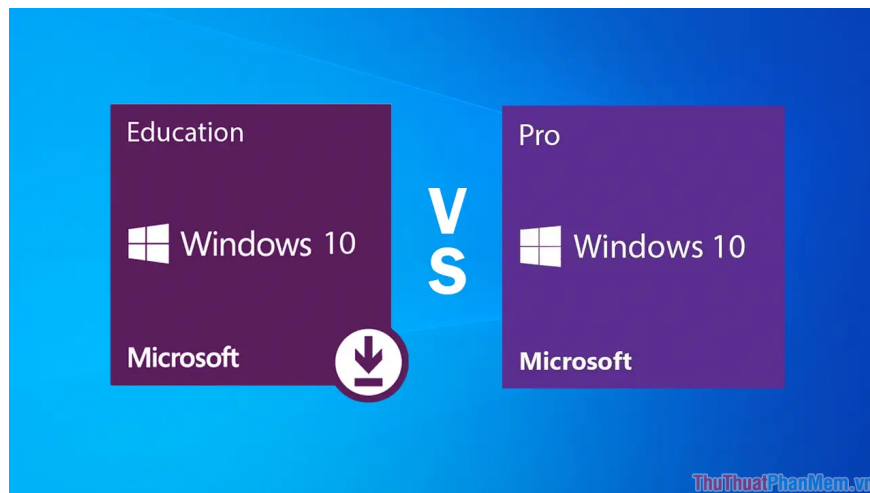 Education
Windows 10
Microsoft
V
S
Pro
Windows 10
Microsoft
ThuThuatPhanMem.vn